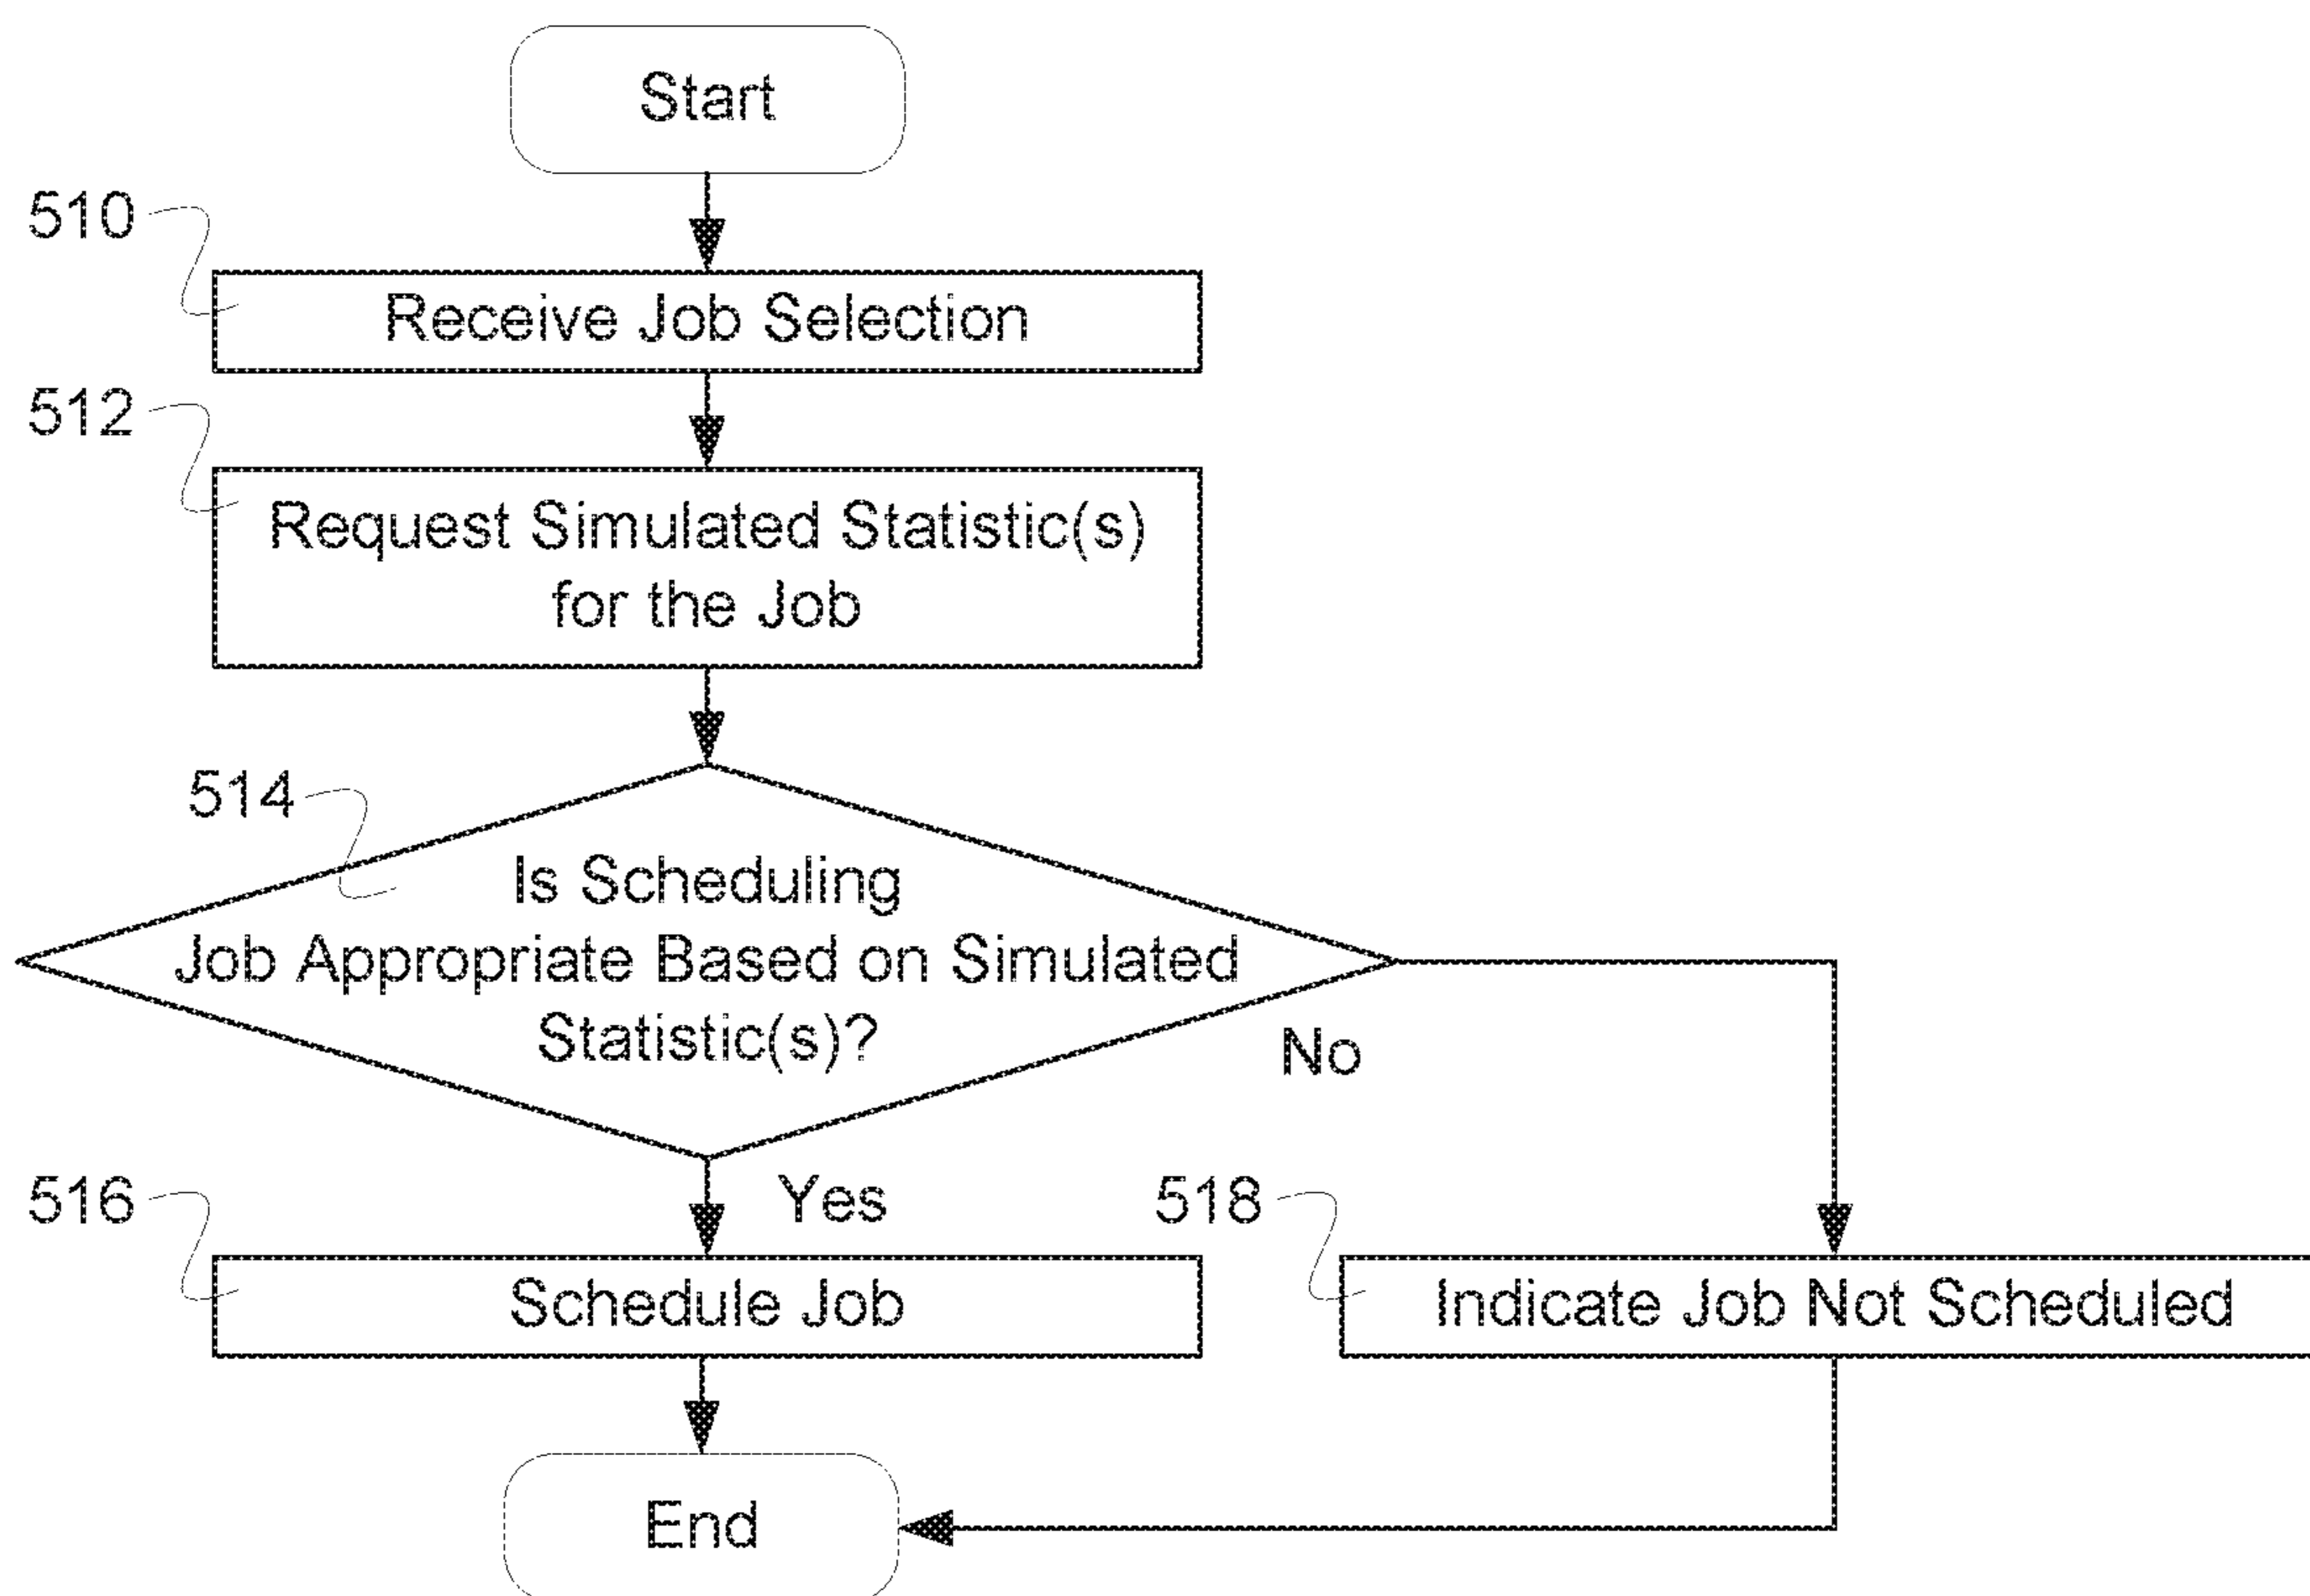 Start
510
Receive Job Selection
512
Request Simulated Statistic(s)
for the Job
514
Is Scheduling
Job Appropriate Based on Simulated
Statistic(s)?
No
Yes
516
Schedule Job
518
Indicate Job Not Scheduled
End